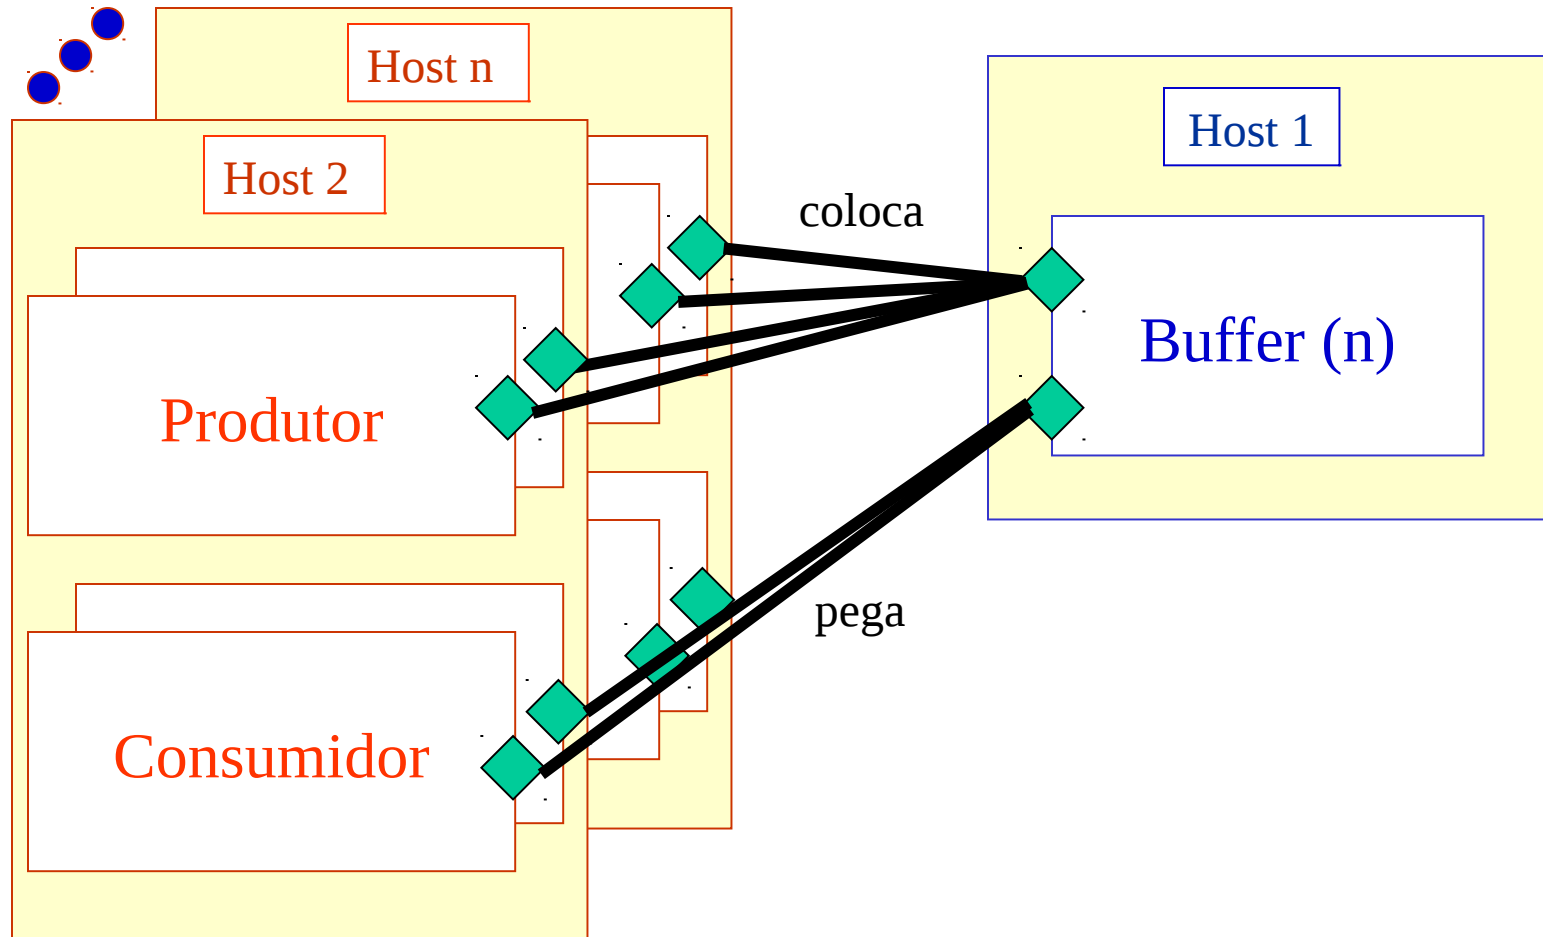 Host n
Host 1
Host 2
coloca
Buffer (n)
Produtor
pega
Consumidor